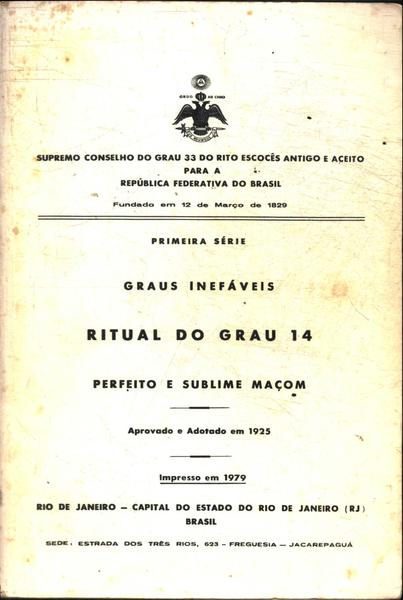 ORDO AB CHAO
SUPREMO CONSELHO DO GRAU 33 DO RITO ESCOCÊS ANTIGO E ACEITO
PARA A
REPÚBLICA FEDERATIVA DO BRASIL
Fundado em 12 de Março de 1829
PRIMEIRA SÉRIE
GRAUS INEFÁVEIS
RITUAL DO GRAU 14
PERFEITO E SUBLIME MAÇOM
Aprovado e Adotado em 1925
Impresso em 1979
RIO DE JANEIRO — CAPITAL DO ESTADO DO RIO DE JANEIRO (RJ)
BRASIL
SEDE: ESTRADA DOS TRÊS RIOS, 623 - FREGUESIA — JACAREPAGUÁ